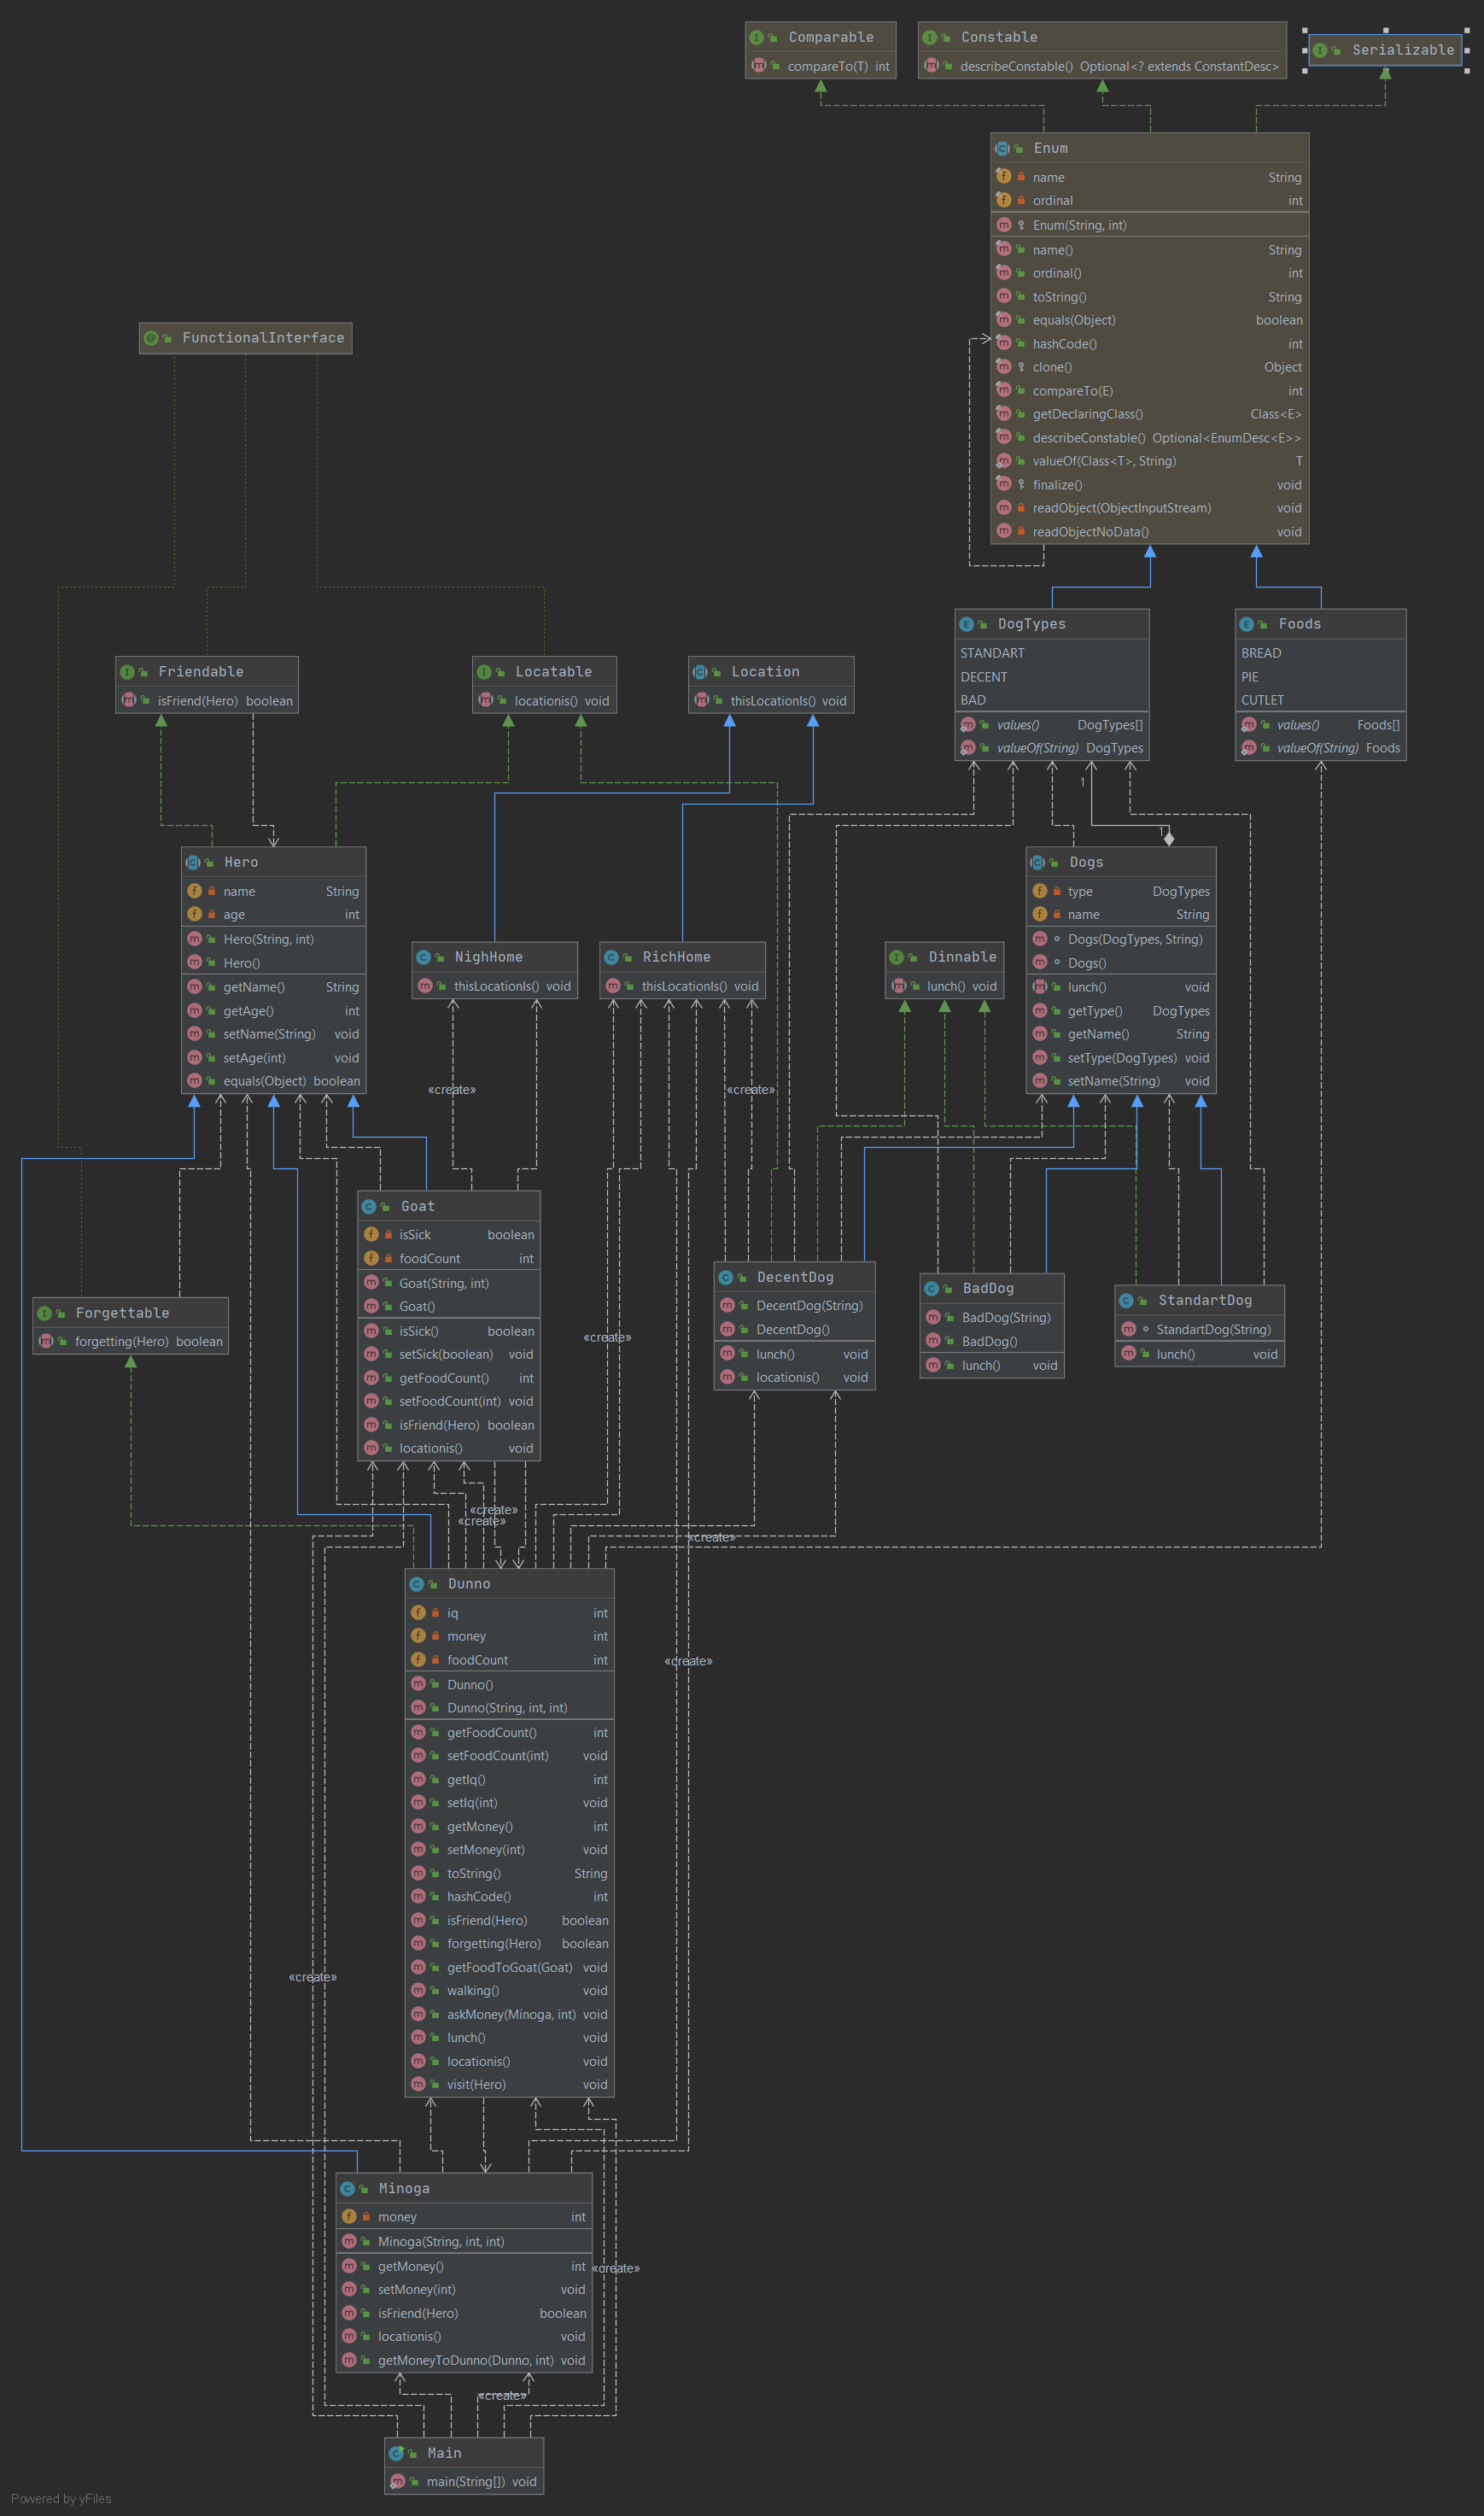 Comparable
compareTo(T) int
Constable
describeConstable() Optional<? extends ConstantDesc>
Serializable
Enum
name String
ordinal int
Enum(String, int)
name() String
ordinal() int
toString() String
equals(Object) boolean
hashCode() int
clone() Object
compareTo(E) int
getDeclaringClass() Class<E>
describeConstable() Optional<EnumDesc<E>>
valueOf(Class<T>, String) T
finalize() void
readObject(ObjectInputStream) void
readObjectNoData() void
FunctionalInterface
DogTypes
STANDART
DECENT
BAD
values() DogTypes[]
valueOf(String) DogTypes
Foods
BREAD
PIE
CUTLET
values() Foods[]
valueOf(String) Foods
Friendable
isFriend(Hero) boolean
Locatable
locationis() void
Location
thisLocationIs() void
1
1
Hero
name String
age int
Hero(String, int)
Hero()
getName() String
getAge() int
setName(String) void
setAge(int) void
equals(Object) boolean
NighHome
thisLocationIs() void
RichHome
thisLocationIs() void
Dinnable
lunch() void
Dogs
type DogTypes
name String
Dogs(DogTypes, String)
Dogs()
lunch() void
getType() DogTypes
getName() String
setType(DogTypes) void
setName(String) void
«create»
«create»
Goat
isSick boolean
foodCount int
Goat(String, int)
Goat()
isSick() boolean
setSick(boolean) void
getFoodCount() int
setFoodCount(int) void
isFriend(Hero) boolean
locationis() void
Forgettable
forgetting(Hero) boolean
«create»
DecentDog
DecentDog(String)
DecentDog()
lunch() void
locationis() void
BadDog
BadDog(String)
BadDog()
lunch() void
StandartDog
StandartDog(String)
lunch() void
«create»
«create»
«create»
Dunno
iq int
money int
foodCount int
Dunno()
Dunno(String, int, int)
getFoodCount() int
setFoodCount(int) void
getIq() int
setIq(int) void
getMoney() int
setMoney(int) void
toString() String
hashCode() int
isFriend(Hero) boolean
forgetting(Hero) boolean
getFoodToGoat(Goat) void
walking() void
askMoney(Minoga, int) void
lunch() void
locationis() void
visit(Hero) void
«create»
«create»
Minoga
money int
Minoga(String, int, int)
getMoney() int
setMoney(int) void
isFriend(Hero) boolean
locationis() void
getMoneyToDunno(Dunno, int) void
«create»
«create»
Main
main(String[]) void
Powered by yFiles